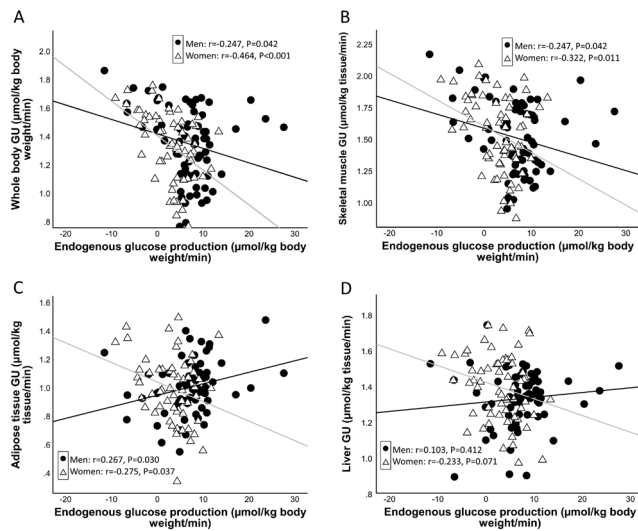 A
Men: r=-0.247, P=0.042
Women: r=-0.464, P<0.001
Whole body GU (µmol/kg body
weight/min)
2.0
1.8
1.6
1.4
1.2
1.0
.8
-20
-10
0
10
20
30
Endogenous glucose production (µmol/kg body
weight/min)
B
Men: r=-0.247, P=0.042
Women: r=-0.322, P=0.011
Skeletal muscle GU (µmol/kg tissue/min)
2.00
1.75
1.50
1.25
1.00
-20
-10
0
10
20
30
Endogenous glucose production (µmol/kg body
weight/min)
C
Adipose tissue GU (µmol/kg
tissue/min)
1.6
1.4
1.2
1.0
.8
.6
.4
Men: r=0.267, P=0.030
Women: r=-0.275, P=0.037
-20
-10
0
10
20
30
Endogenous glucose production (µmol/kg body
weight/min)
D
Liver GU (µmol/kg tissue/min)
1.8
1.6
1.4
1.2
1.0
.8
Men: r=0.103, P=0.412
Women: r=-0.233, P=0.071
-20
-10
0
10
20
30
Endogenous glucose production (µmol/kg body
weight/min)